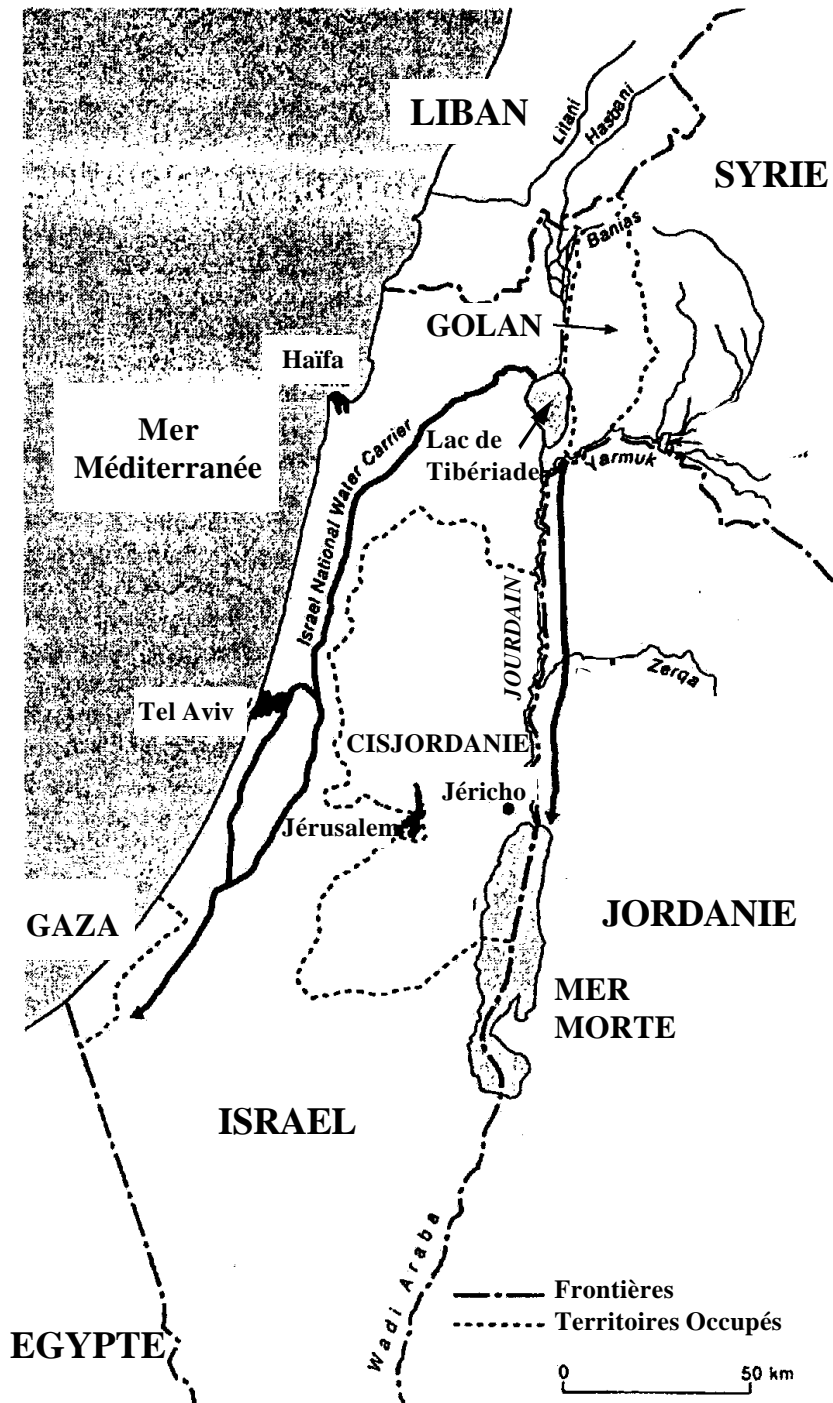 LIBAN
Litani
Hasbani
SYRIE
Banias
GOLAN
Haïfa
Mer
Méditerranée
Lac de
Tibériade
Yarmuk
Israel National Water Carrier
JOURDAIN
Zerqa
Tel Aviv
CISJORDANIE
Jéricho
Jérusalem
GAZA
JORDANIE
MER
MORTE
ISRAEL
Wadi Araba
Frontières
Territoires Occupés
EGYPTE
0 50 km